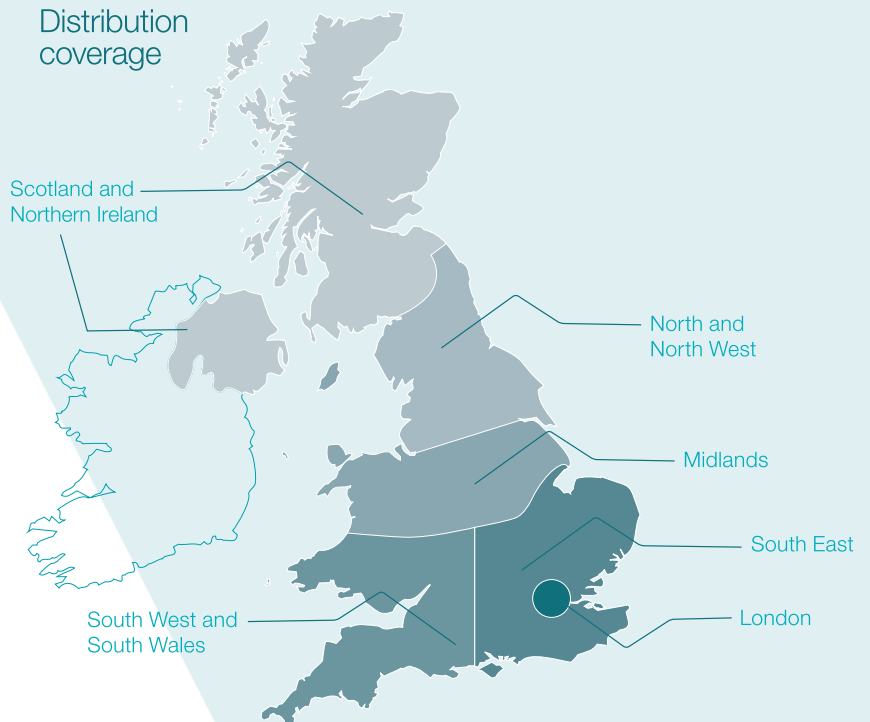 Distribution
coverage
Scotland and
Northern Ireland
North and
North West
Midlands
South East
South West and
South Wales
London